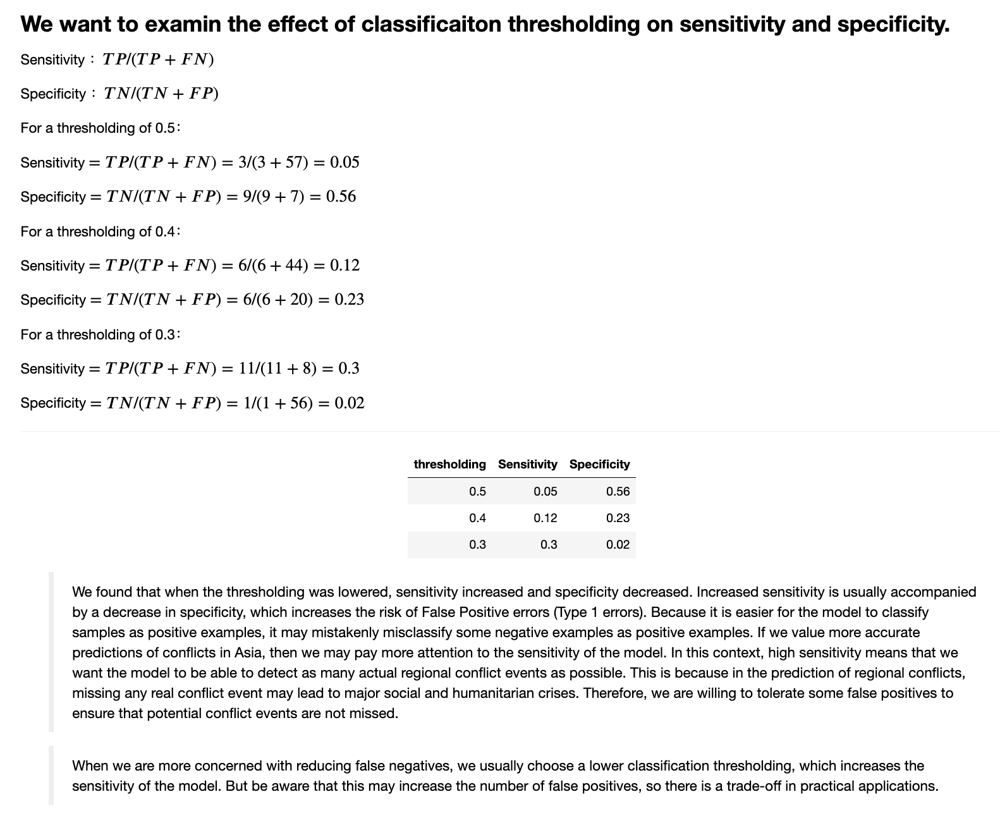 We want to examin the effect of classificaiton thresholding on sensitivity and specificity.
Sensitivity： TP/(TP + FN)
Specificity： TN/(TN + FP)
For a thresholding of 0.5：
Sensitivity = TP/(TP + FN) = 3/(3 + 57) = 0.05
Specificity = TN/(TN + FP) = 9/(9 + 7) = 0.56
For a thresholding of 0.4：
Sensitivity = TP/(TP + FN) = 6/(6 + 44) = 0.12
Specificity = TN/(TN + FP) = 6/(6 + 20) = 0.23
For a thresholding of 0.3：
Sensitivity = TP/(TP + FN) = 11/(11 + 8) = 0.3
Specificity = TN/(TN + FP) = 1/(1 + 56) = 0.02
thresholding Sensitivity Specificity
0.5 0.05 0.56
0.4 0.12 0.23
0.3 0.3 0.02
We found that when the thresholding was lowered, sensitivity increased and specificity decreased. Increased sensitivity is usually accompanied
by a decrease in specificity, which increases the risk of False Positive errors (Type 1 errors). Because it is easier for the model to classify
samples as positive examples, it may mistakenly misclassify some negative examples as positive examples. If we value more accurate
predictions of conflicts in Asia, then we may pay more attention to the sensitivity of the model. In this context, high sensitivity means that we
want the model to be able to detect as many actual regional conflict events as possible. This is because in the prediction of regional conflicts,
missing any real conflict event may lead to major social and humanitarian crises. Therefore, we are willing to tolerate some false positives to
ensure that potential conflict events are not missed.
When we are more concerned with reducing false negatives, we usually choose a lower classification thresholding, which increases the
sensitivity of the model. But be aware that this may increase the number of false positives, so there is a trade-off in practical applications.